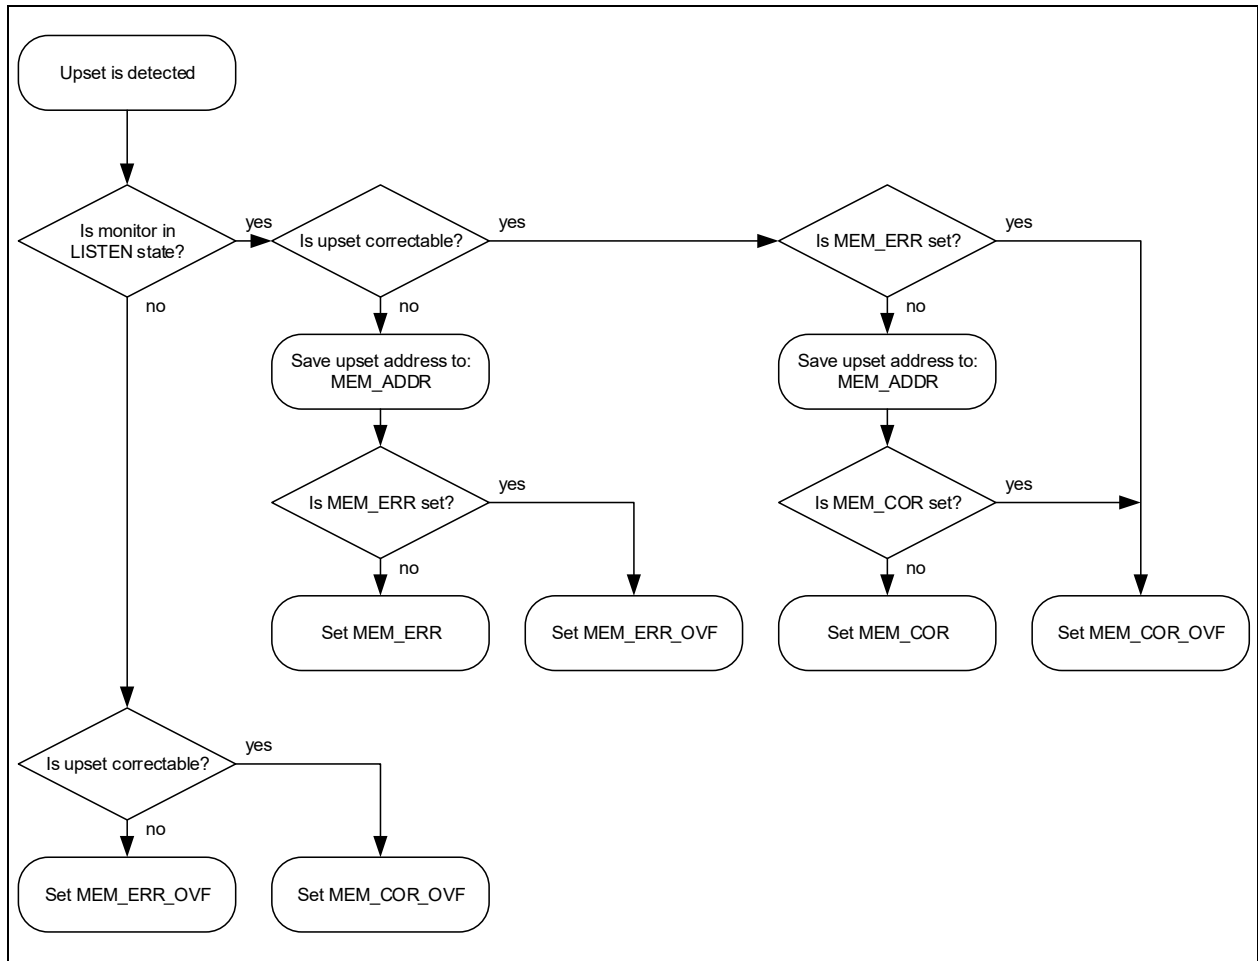 Upset is detected
Is monitor in
LISTEN state?
yes
Is upset correctable?
yes
Is MEM_ERR set?
yes
no
no
no
Save upset address to:
MEM_ADDR
Save upset address to:
MEM_ADDR
Is MEM_ERR set?
yes
Is MEM_COR set?
yes
no
no
Set MEM_ERR
Set MEM_ERR_OVF
Set MEM_COR
Set MEM_COR_OVF
Is upset correctable?
yes
no
Set MEM_ERR_OVF
Set MEM_COR_OVF